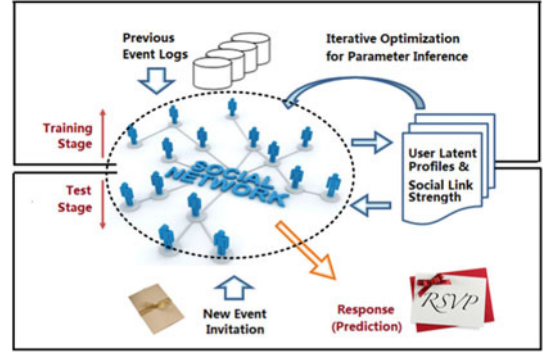 Previous
Event Logs
Iterative Optimization
for Parameter Inference
Training
Stage
SOCIAL
NETWORK
User Latent
Profiles &
Social Link
Strength
Test
Stage
New Event
Invitation
Response
(Prediction)
RSVP